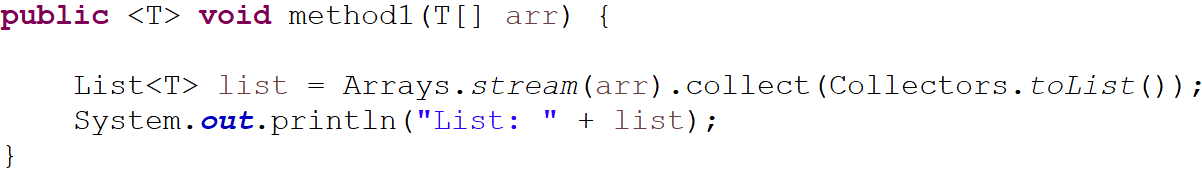 public <T> void method1(T[] arr) {
List<T> list = Arrays.stream(arr).collect(Collectors.toList());
System.out.println("List: " + list);
}